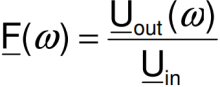 F(ω) = U_out(ω) / U_in